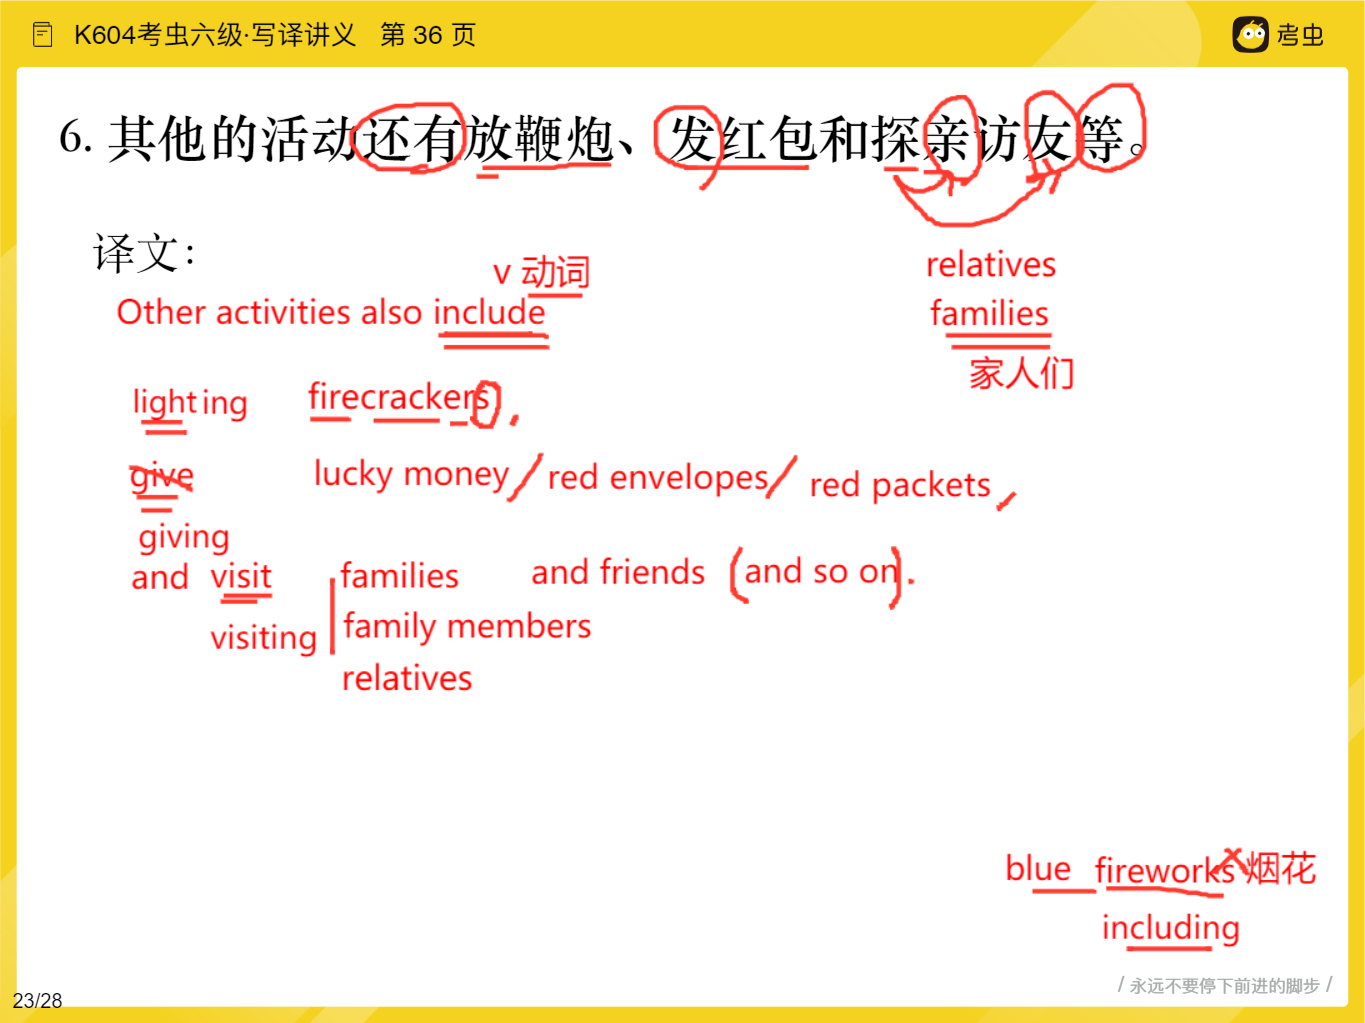 K604考虫六级·写译讲义 第 36 页
考虫
6. 其他的活动还有放鞭炮、发红包和探亲访友等。
译文：
v 动词
relatives
Other activities also include
families
家人们
lighting firecrackers,
give lucky money / red envelopes / red packets,
giving
and visit families and friends (and so on).
visiting family members
relatives
blue fireworks 烟花
including
/ 永远不要停下前进的脚步 /
23/28